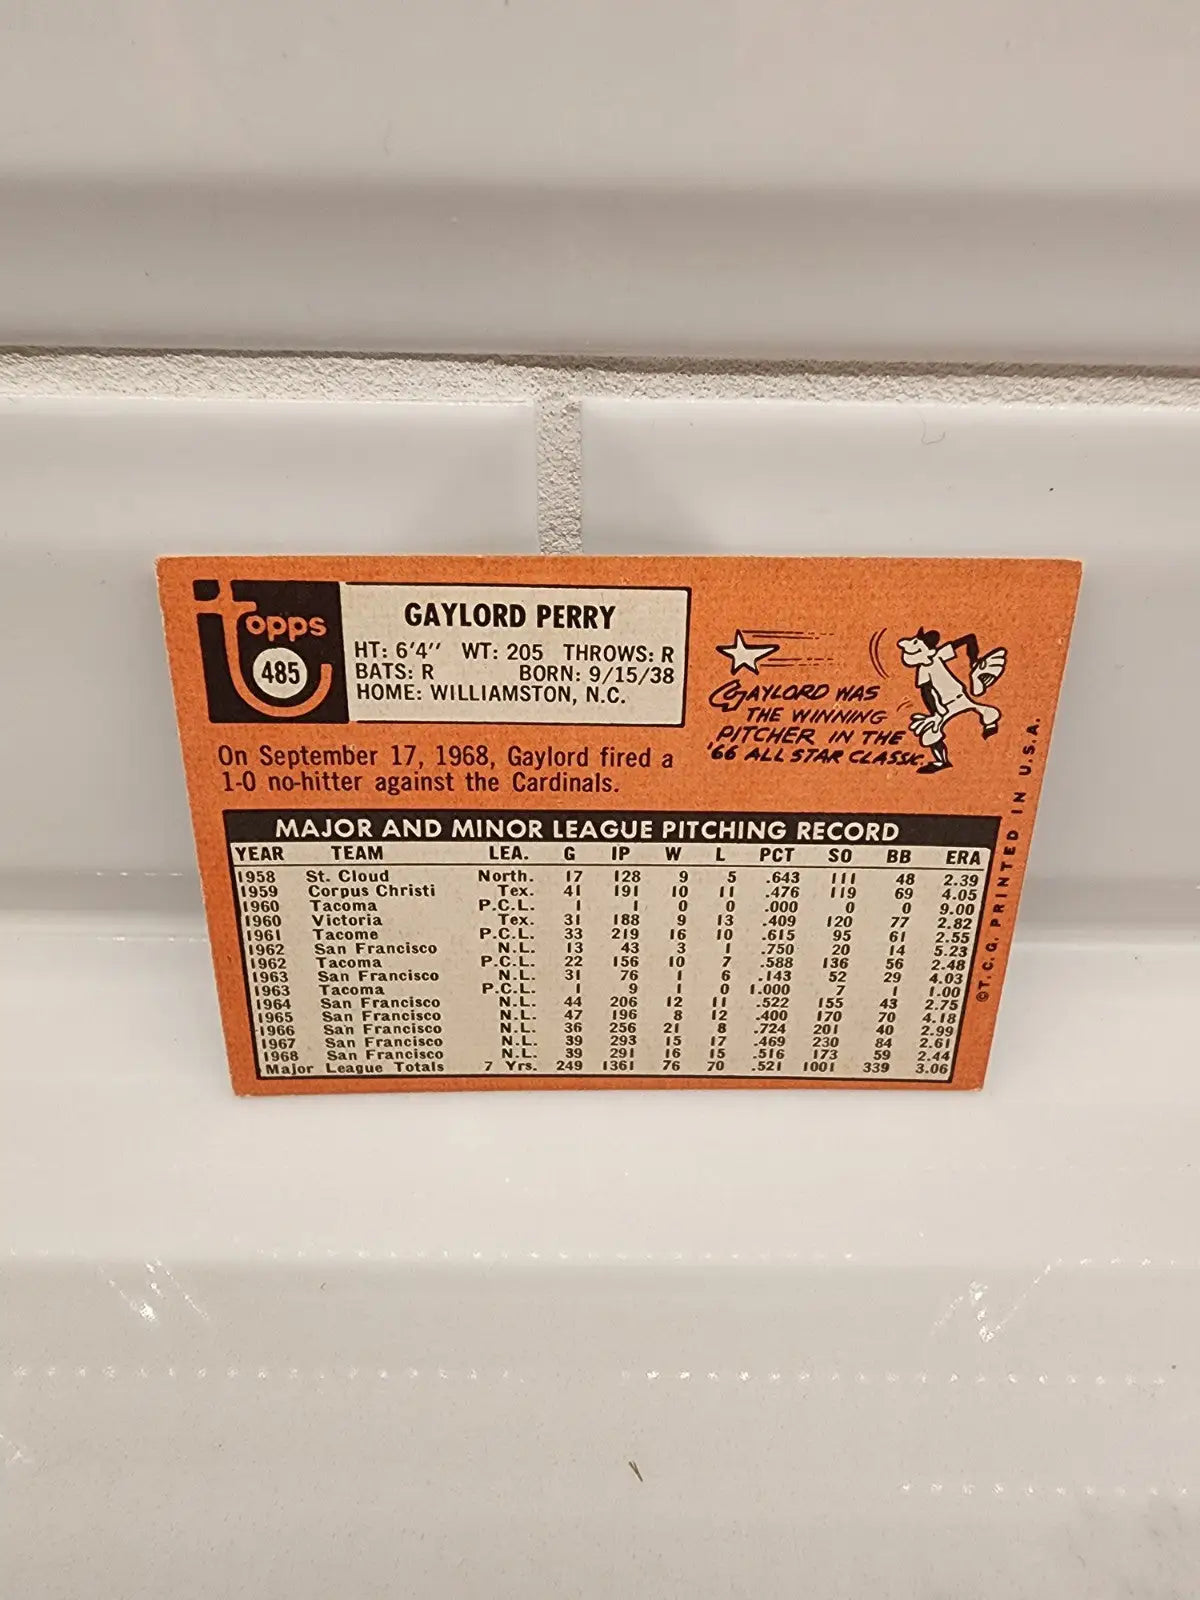 topps
485
GAYLORD PERRY
HT: 6'4" WT: 205 THROWS: R
BATS: R BORN: 9/15/38
HOME: WILLIAMSTON, N.C.
GAYLORD WAS
THE WINNING
PITCHER IN THE
'66 ALL STAR CLASSIC.
On September 17, 1968, Gaylord fired a
1-0 no-hitter against the Cardinals.
MAJOR AND MINOR LEAGUE PITCHING RECORD
YEAR TEAM LEA. G IP W L PCT SO BB ERA
1958 St. Cloud North. 17 128 9 5 .643 111 48 2.39
1959 Corpus Christi Tex. 41 191 10 11 .476 119 69 4.05
1960 Tacoma P.C.L. 1 1 0 0 .000 0 0 9.00
1960 Victoria Tex. 31 188 9 13 .409 120 77 2.82
1961 Tacome P.C.L. 33 219 16 10 .615 95 61 2.55
1962 San Francisco N.L. 13 43 3 1 .750 20 14 5.23
1962 Tacoma P.C.L. 22 156 10 7 .588 136 56 2.48
1963 San Francisco N.L. 31 76 1 6 .143 52 29 4.03
1963 Tacoma P.C.L. 1 9 1 0 1.000 7 1 1.00
1964 San Francisco N.L. 44 206 12 11 .522 155 43 2.75
1965 San Francisco N.L. 47 196 8 12 .400 170 70 4.18
1966 San Francisco N.L. 36 256 21 8 .724 201 40 2.99
1967 San Francisco N.L. 39 293 15 17 .469 230 84 2.61
1968 San Francisco N.L. 39 291 16 15 .516 173 59 2.44
Major League Totals 7 Yrs. 249 1361 76 70 .521 1001 339 3.06
©T.C.G. PRINTED IN U.S.A.